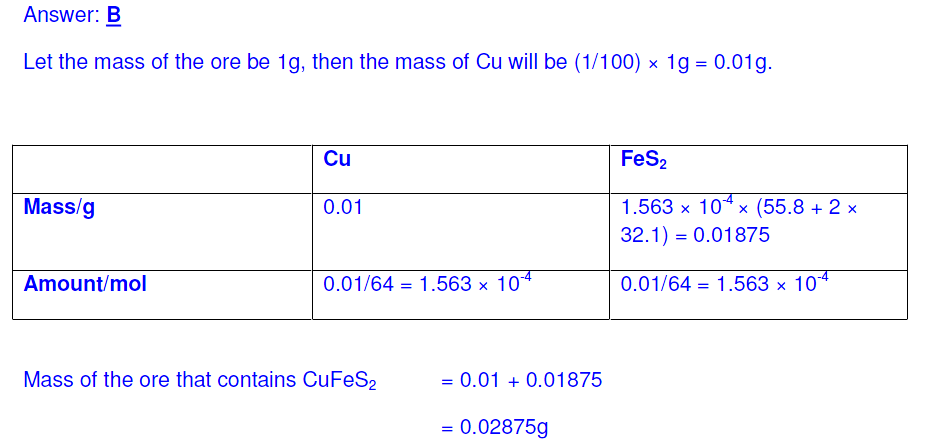 Answer: B
Let the mass of the ore be 1g, then the mass of Cu will be (1/100) × 1g = 0.01g.
Cu FeS₂
Mass/g 0.01 1.563 × 10⁻⁴ × (55.8 + 2 ×
32.1) = 0.01875
Amount/mol 0.01/64 = 1.563 × 10⁻⁴ 0.01/64 = 1.563 × 10⁻⁴
Mass of the ore that contains CuFeS₂ = 0.01 + 0.01875
= 0.02875g